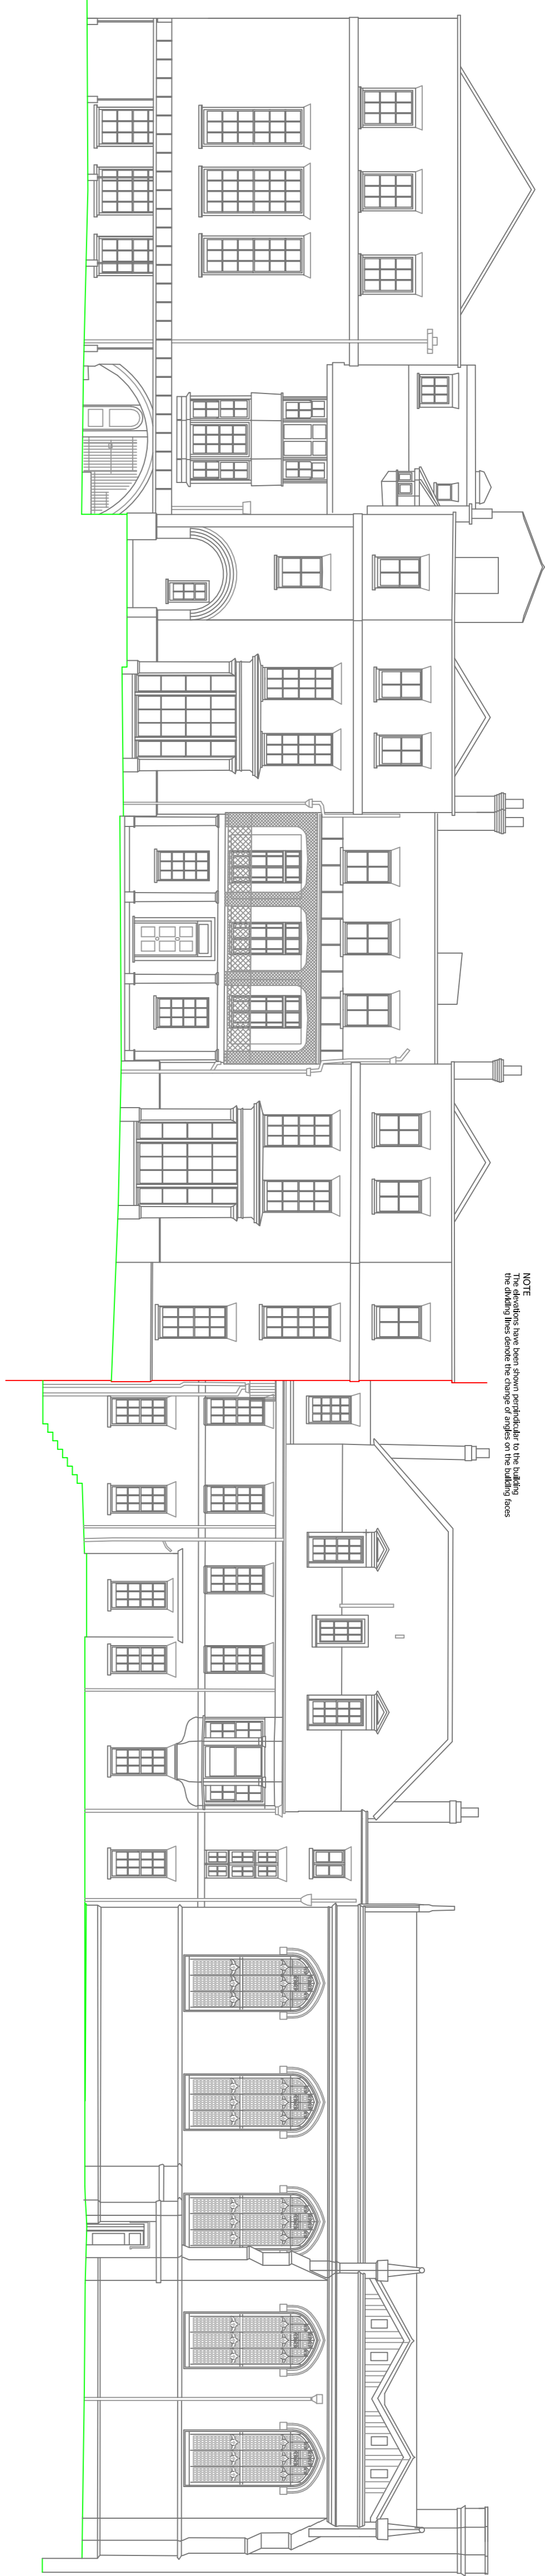 NOTE
The elevations have been shown perpindicular to the building
the dividing lines denote the change of angles on the building faces